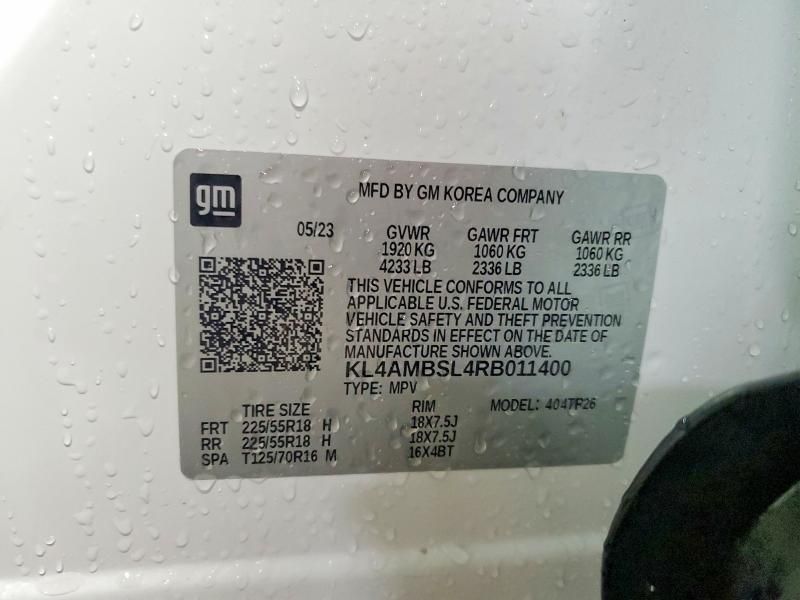 gm
MFD BY GM KOREA COMPANY
05/23 GVWR GAWR FRT GAWR RR
1920 KG 1060 KG 1060 KG
4233 LB 2336 LB 2336 LB
THIS VEHICLE CONFORMS TO ALL
APPLICABLE U.S. FEDERAL MOTOR
VEHICLE SAFETY AND THEFT PREVENTION
STANDARDS IN EFFECT ON THE DATE OF
MANUFACTURE SHOWN ABOVE.
KL4AMBSL4RB011400
TYPE: MPV
TIRE SIZE RIM MODEL: 404TR26
FRT 225/55R18 H 18X7.5J
RR 225/55R18 H 18X7.5J
SPA T125/70R16 M 16X4BT